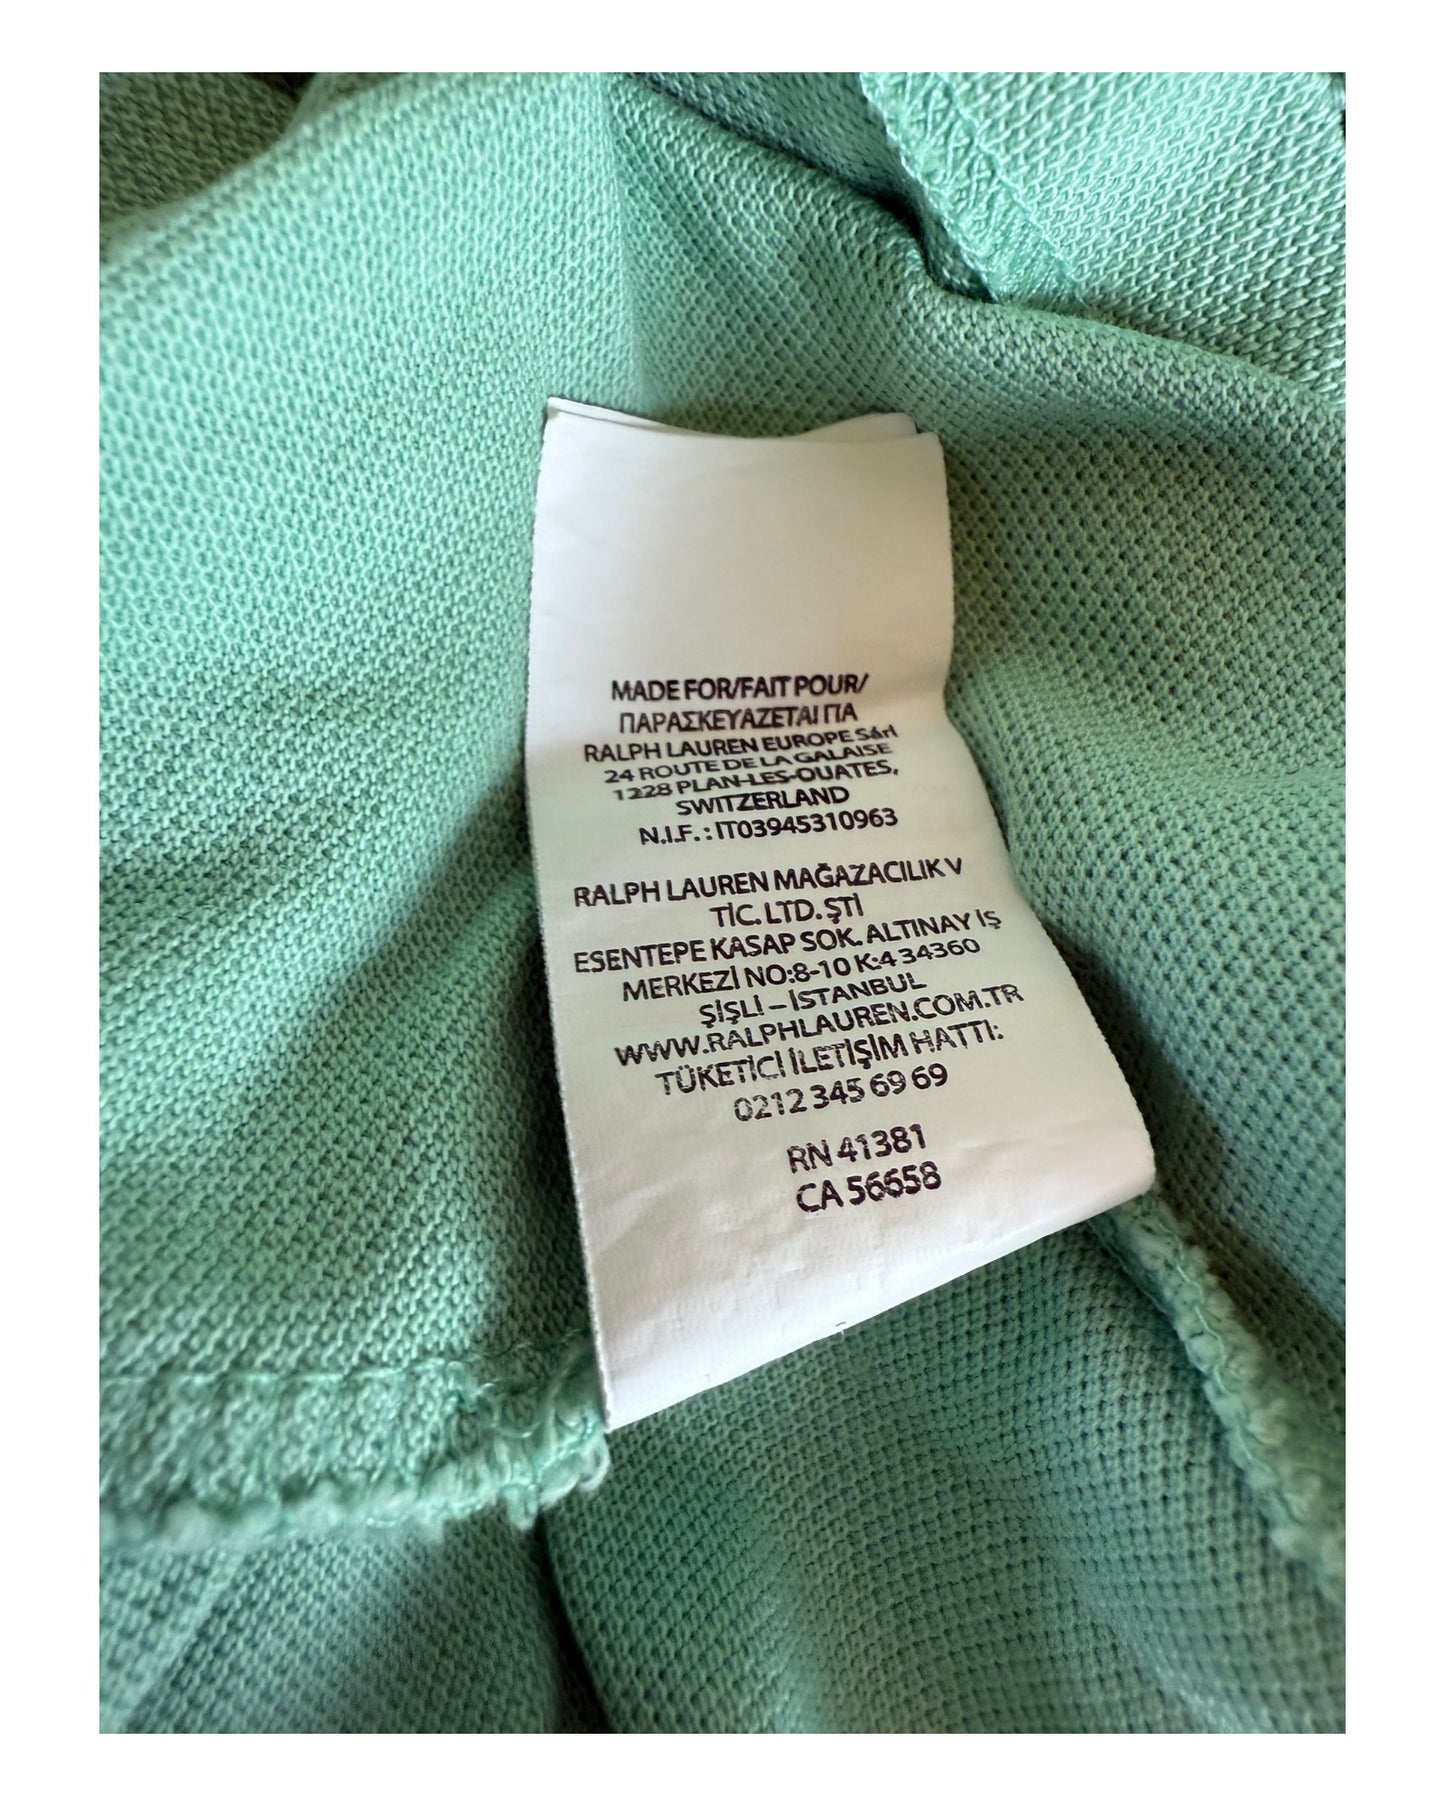 MADE FOR/FAIT POUR/
ΠΑΡΑΣΚΕΥΑΖΕΤΑΙ ΓΙΑ
RALPH LAUREN EUROPE Sárl
24 ROUTE DE LA GALAISE
1228 PLAN-LES-OUATES,
SWITZERLAND
N.I.F. : IT03945310963
RALPH LAUREN MAĞAZACILIK V
TİC. LTD. ŞTİ
ESENTEPE KASAP SOK. ALTINAY İŞ
MERKEZİ NO:8-10 K:4 34360
ŞİŞLİ – İSTANBUL
WWW.RALPHLAUREN.COM.TR
TÜKETİCİ İLETİŞİM HATTI:
0212 345 69 69
RN 41381
CA 56658